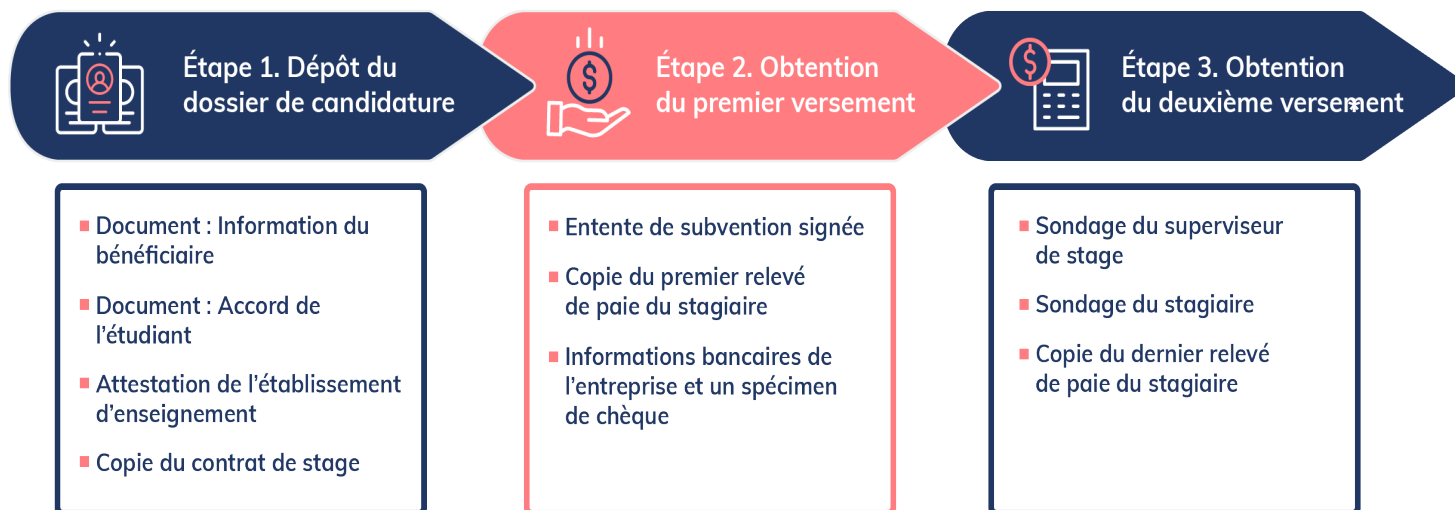 Étape 1. Dépôt du
dossier de candidature
Étape 2. Obtention
du premier versement
Étape 3. Obtention
du deuxième versement
Document : Information du
bénéficiaire
Document : Accord de
l'étudiant
Attestation de l'établissement
d'enseignement
Copie du contrat de stage
Entente de subvention signée
Copie du premier relevé
de paie du stagiaire
Informations bancaires de
l'entreprise et un spécimen
de chèque
Sondage du superviseur
de stage
Sondage du stagiaire
Copie du dernier relevé
de paie du stagiaire